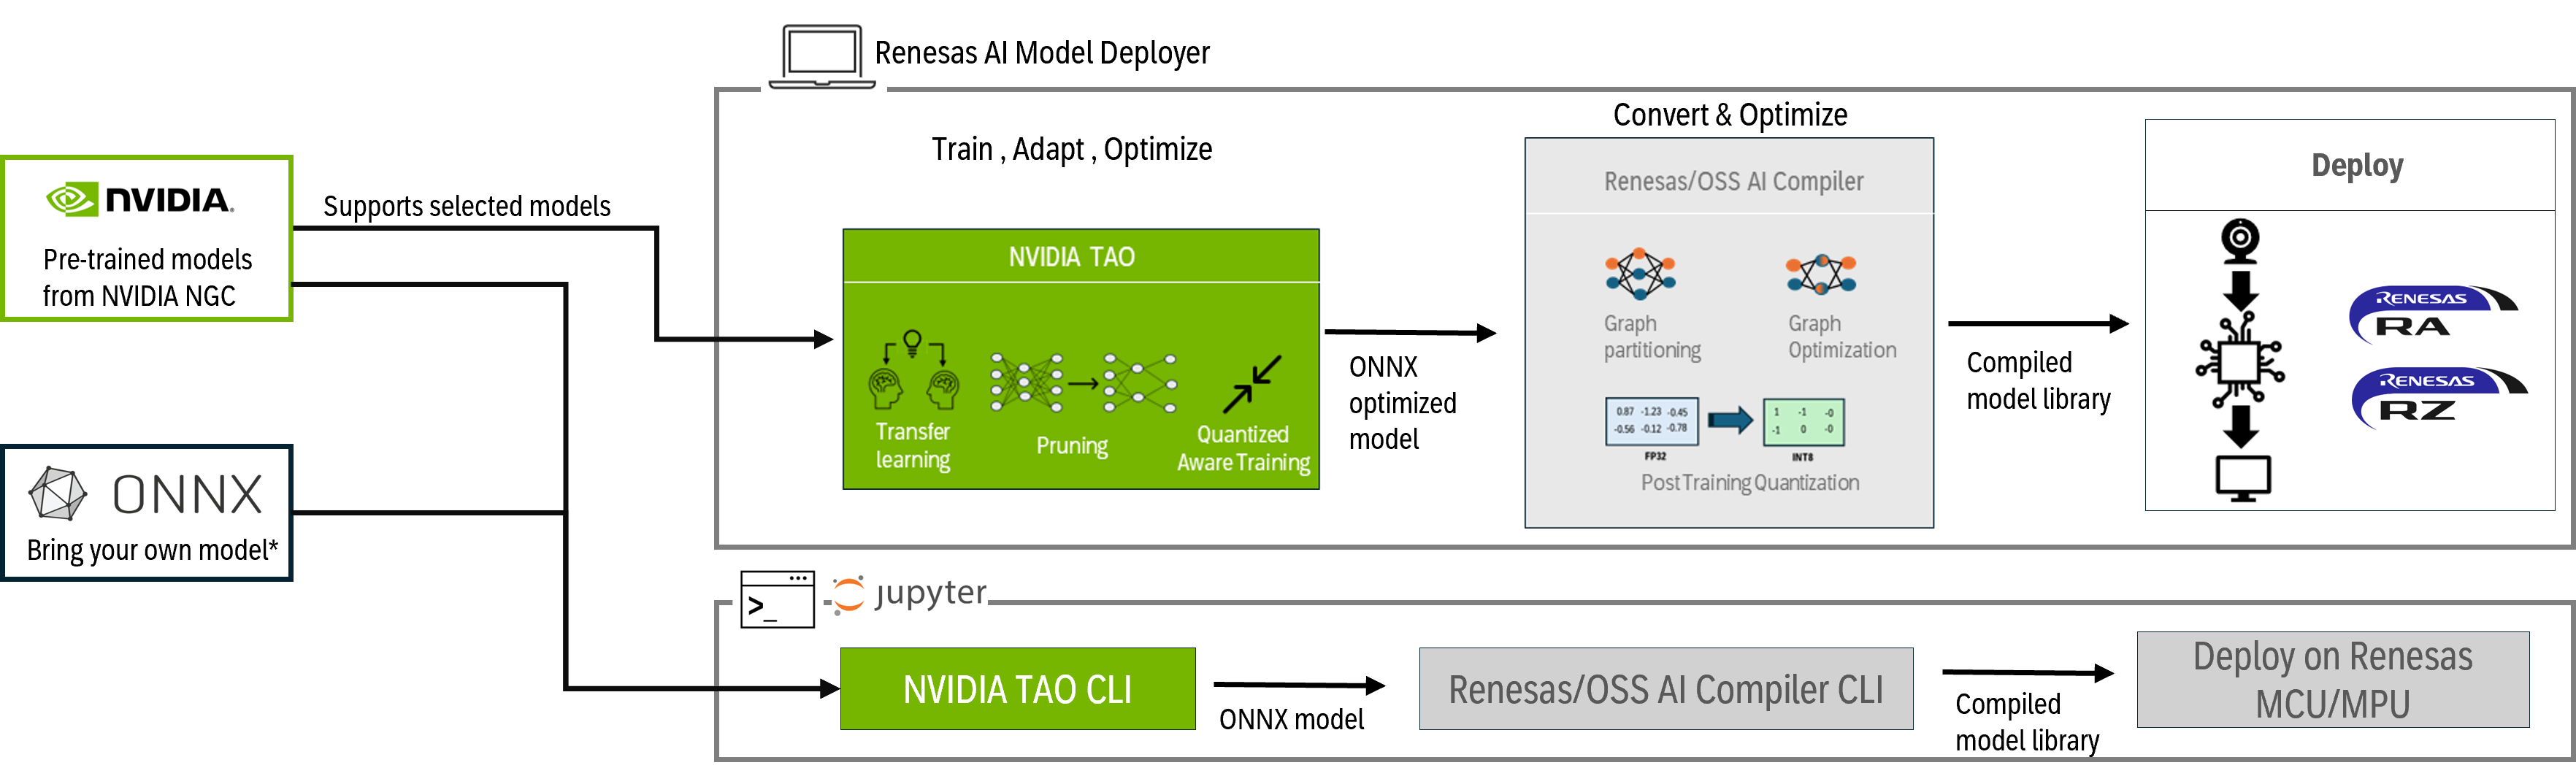 Renesas AI Model Deployer
NVIDIA
Pre-trained models
from NVIDIA NGC
Supports selected models
ONNX
Bring your own model*
Train , Adapt , Optimize
NVIDIA TAO
Transfer
learning
Pruning
Quantized
Aware Training
ONNX
optimized
model
Convert & Optimize
Renesas/OSS AI Compiler
Graph
partitioning
Graph
Optimization
0.87 -1.23 -0.45
-0.56 -0.12 -0.78
FP32
1 -1 -0
-1 0 -0
INT8
Post Training Quantization
Compiled
model library
Deploy
RENESAS
RA
RENESAS
RZ
>_
jupyter
NVIDIA TAO CLI
ONNX model
Renesas/OSS AI Compiler CLI
Compiled
model library
Deploy on Renesas
MCU/MPU